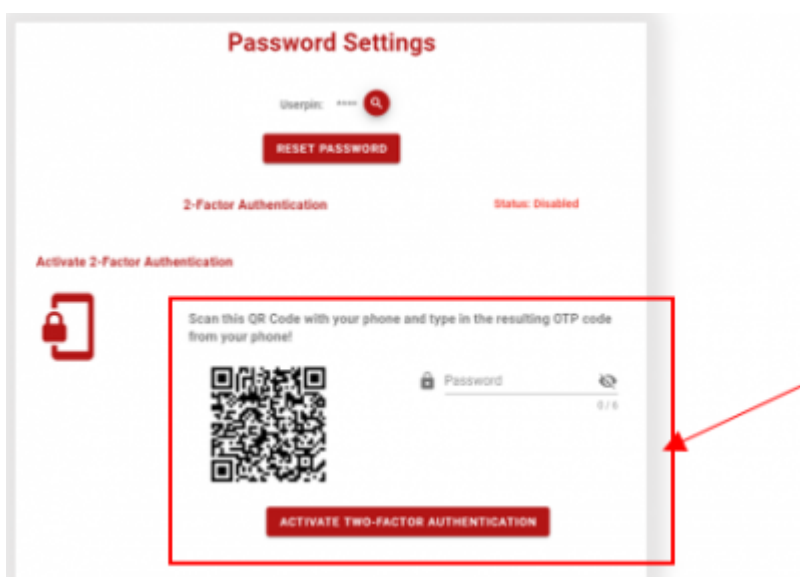 Password Settings
Userpin: ····
RESET PASSWORD
2-Factor Authentication Status: Disabled
Activate 2-Factor Authentication
Scan this QR Code with your phone and type in the resulting OTP code
from your phone!
Password
0 / 6
ACTIVATE TWO-FACTOR AUTHENTICATION